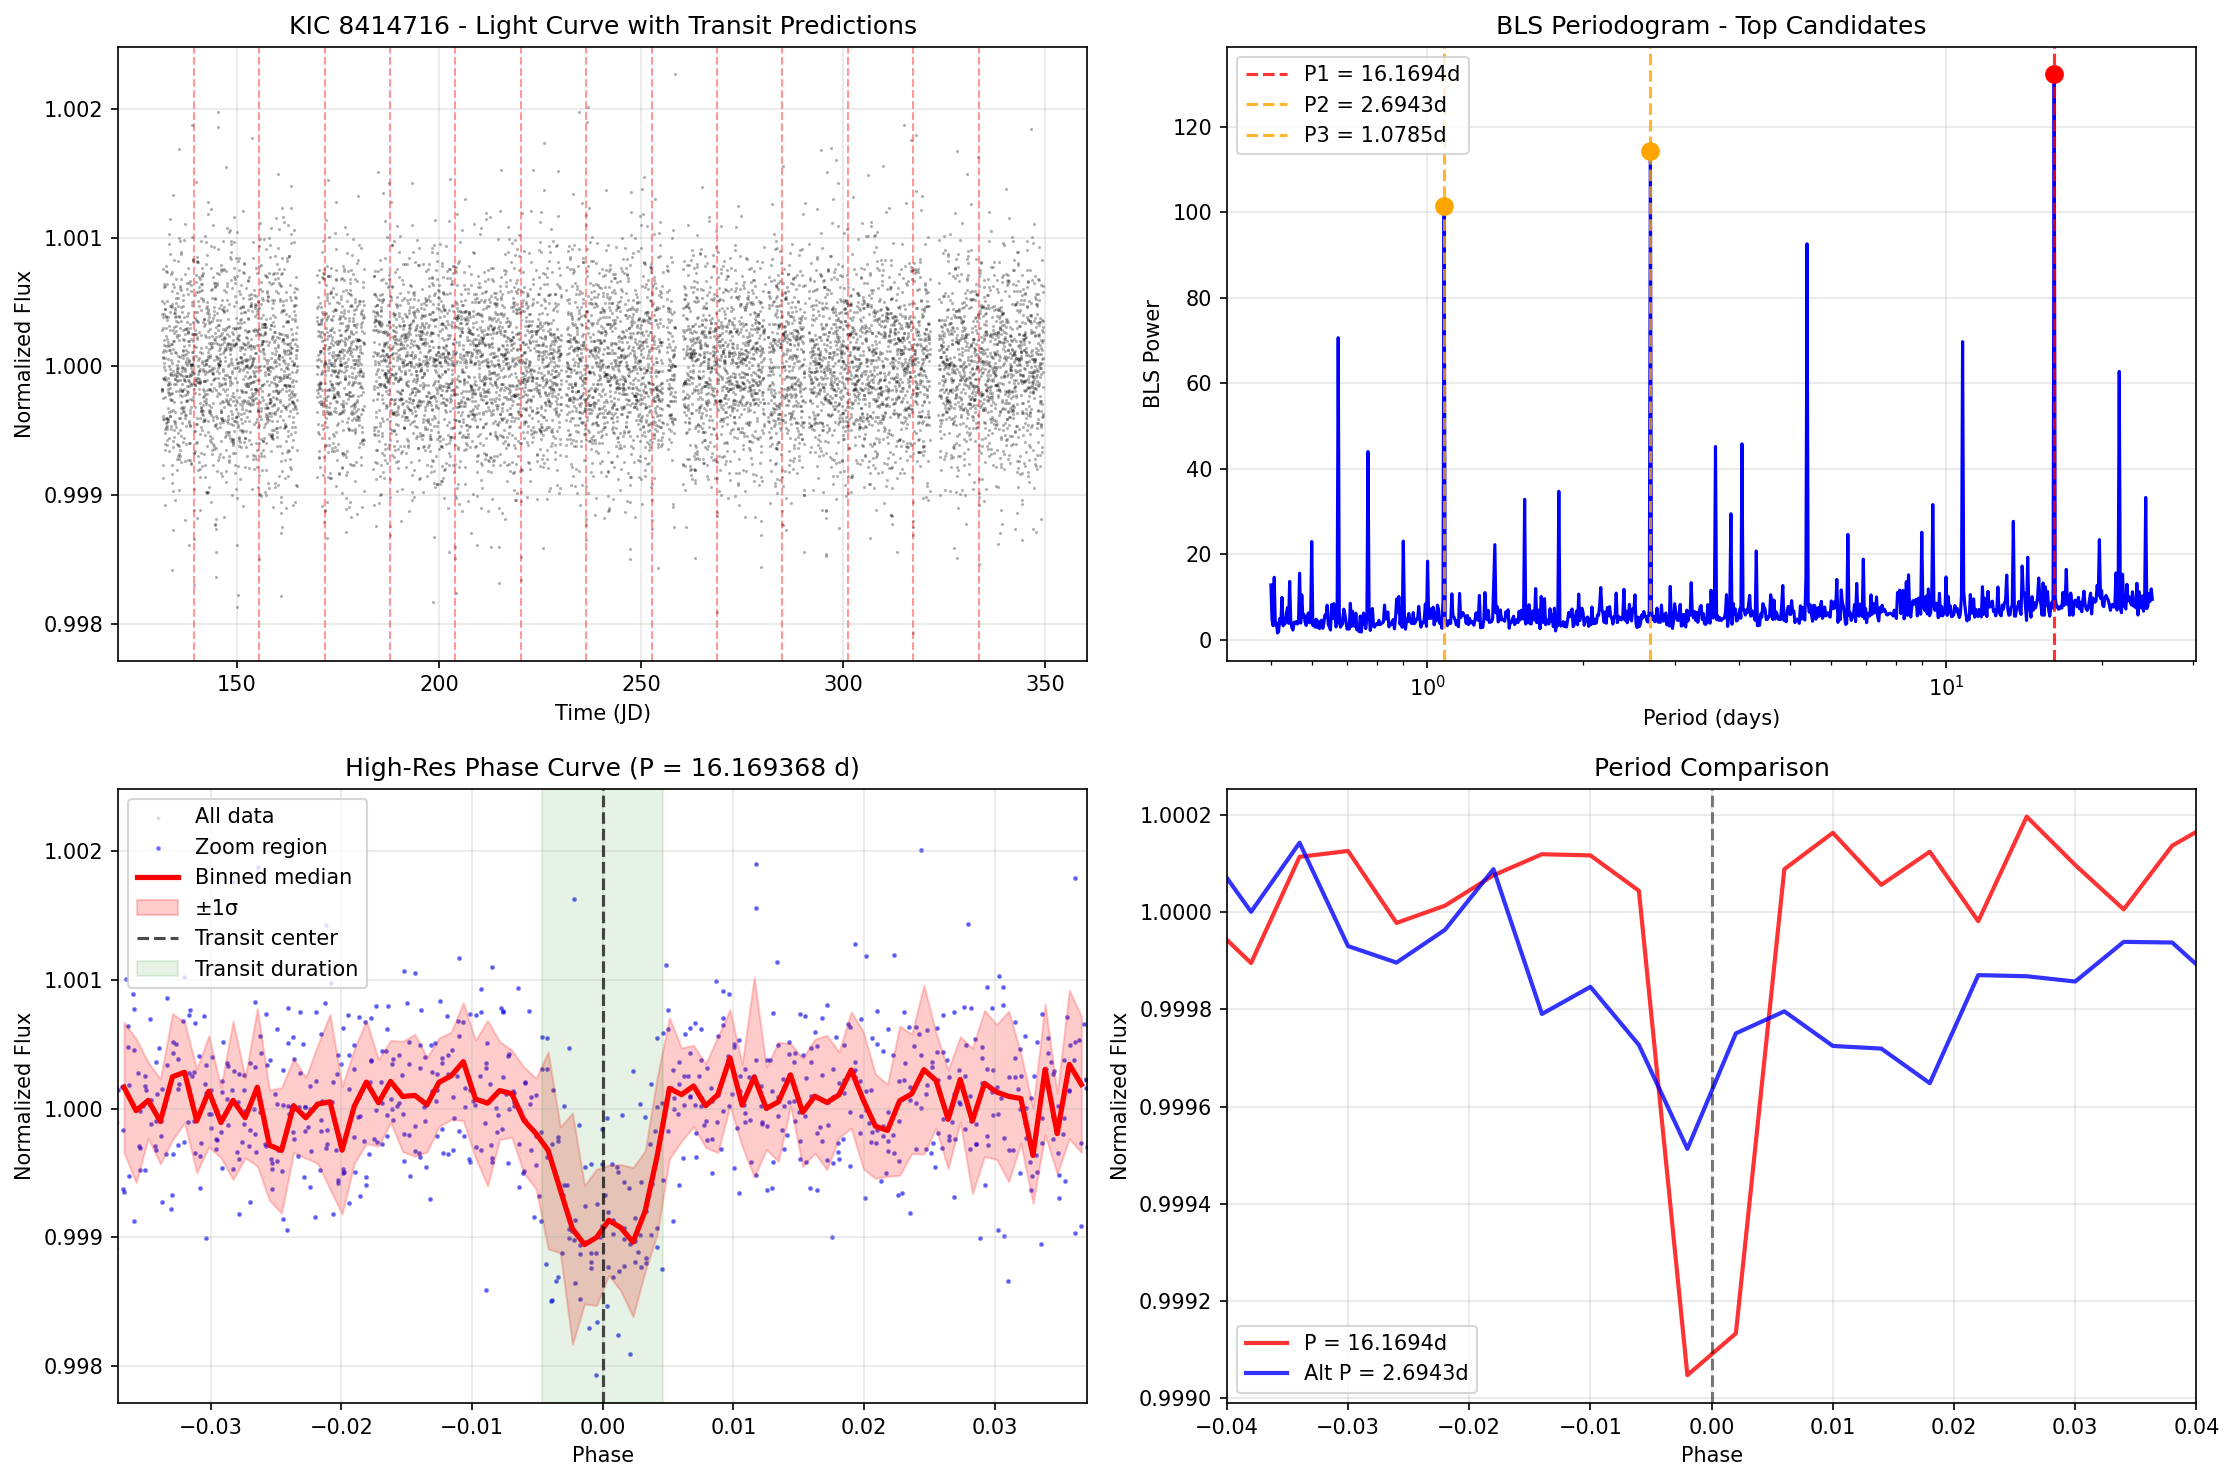 KIC 8414716 - Light Curve with Transit Predictions
Normalized Flux
1.002
1.001
1.000
0.999
0.998
150
200
250
300
350
Time (JD)
BLS Periodogram - Top Candidates
P1 = 16.1694d
P2 = 2.6943d
P3 = 1.0785d
BLS Power
120
100
80
60
40
20
0
10⁰
10¹
Period (days)
High-Res Phase Curve (P = 16.169368 d)
All data
Zoom region
Binned median
±1σ
Transit center
Transit duration
Normalized Flux
1.002
1.001
1.000
0.999
0.998
−0.03
−0.02
−0.01
0.00
0.01
0.02
0.03
Phase
Period Comparison
Normalized Flux
1.0002
1.0000
0.9998
0.9996
0.9994
0.9992
0.9990
P = 16.1694d
Alt P = 2.6943d
−0.04
−0.03
−0.02
−0.01
0.00
0.01
0.02
0.03
0.04
Phase